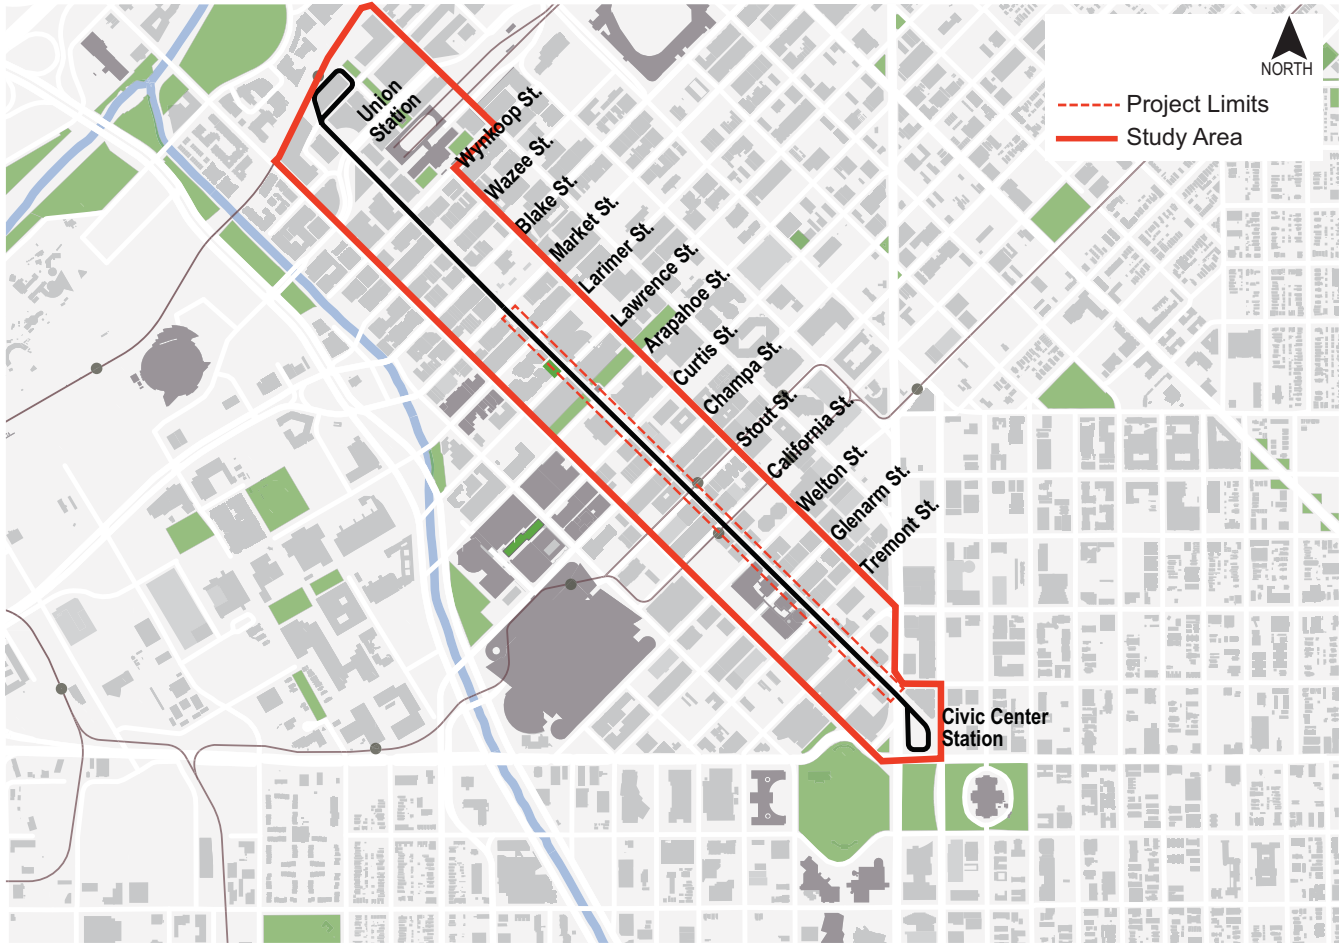 NORTH
Project Limits
Study Area
Union
Station
Wynkoop St.
Wazee St.
Blake St.
Market St.
Larimer St.
Lawrence St.
Arapahoe St.
Curtis St.
Champa St.
Stout St.
California St.
Welton St.
Glenarm St.
Tremont St.
Civic Center
Station